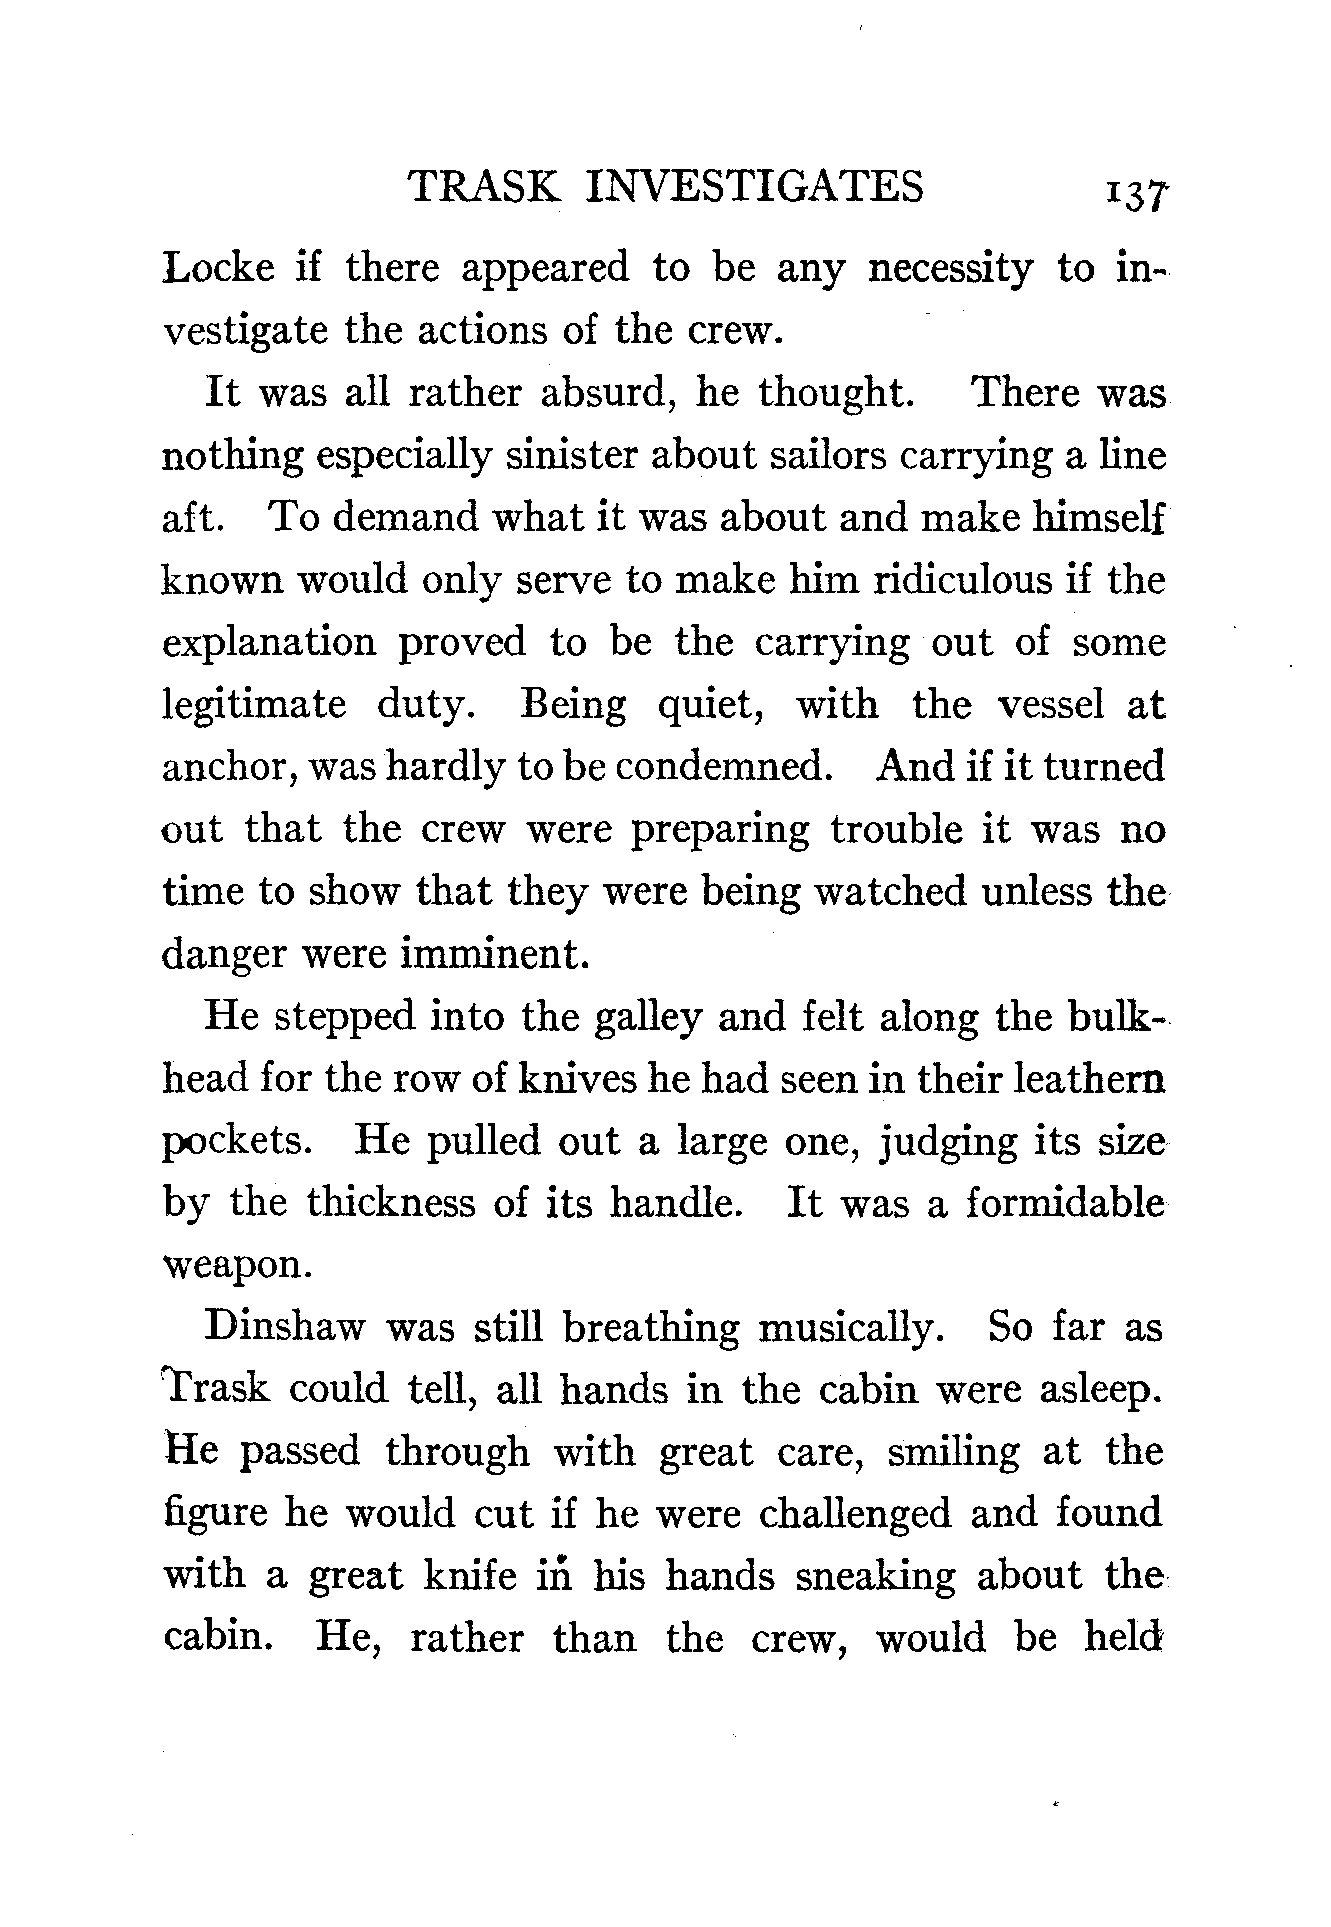 TRASK INVESTIGATES 137
Locke if there appeared to be any necessity to in-
vestigate the actions of the crew.
It was all rather absurd, he thought. There was
nothing especially sinister about sailors carrying a line
aft. To demand what it was about and make himself
known would only serve to make him ridiculous if the
explanation proved to be the carrying out of some
legitimate duty. Being quiet, with the vessel at
anchor, was hardly to be condemned. And if it turned
out that the crew were preparing trouble it was no
time to show that they were being watched unless the
danger were imminent.
He stepped into the galley and felt along the bulk-
head for the row of knives he had seen in their leathern
pockets. He pulled out a large one, judging its size
by the thickness of its handle. It was a formidable
weapon.
Dinshaw was still breathing musically. So far as
Trask could tell, all hands in the cabin were asleep.
He passed through with great care, smiling at the
figure he would cut if he were challenged and found
with a great knife in his hands sneaking about the
cabin. He, rather than the crew, would be held